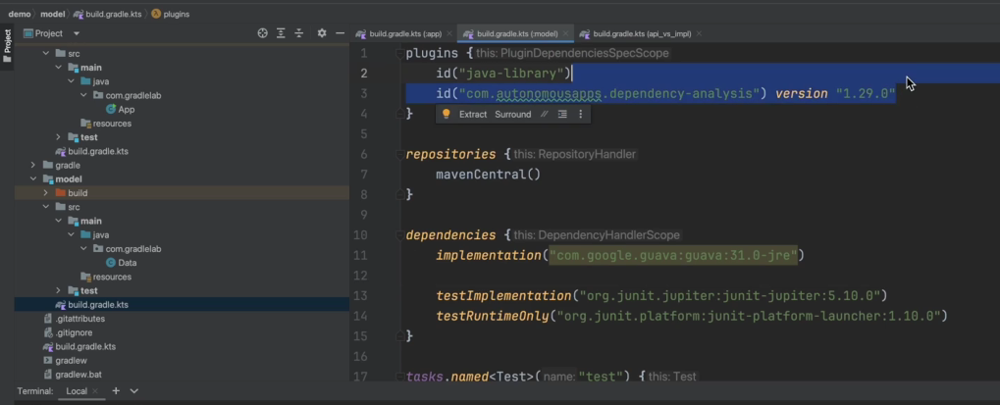 demo model build.gradle.kts plugins
Project
build.gradle.kts (:app) build.gradle.kts (:model) build.gradle.kts (api_vs_impl)
Project
src
main
java
com.gradlelab
App
resources
test
build.gradle.kts
gradle
model
build
src
main
java
com.gradlelab
Data
resources
test
build.gradle.kts
.gitattributes
.gitignore
build.gradle.kts
gradlew
gradlew.bat
1 plugins { this: PluginDependenciesSpecScope
2 id("java-library")
3 id("com.autonomousapps.dependency-analysis") version "1.29.0"
4 }
Extract Surround //
5
6 repositories { this: RepositoryHandler
7 mavenCentral()
8 }
9
10 dependencies { this: DependencyHandlerScope
11 implementation("com.google.guava:guava:31.0-jre")
12
13 testImplementation("org.junit.jupiter:junit-jupiter:5.10.0")
14 testRuntimeOnly("org.junit.platform:junit-platform-launcher:1.10.0")
15 }
16
17 tasks.named<Test>( name: "test") { this: Test
Terminal: Local